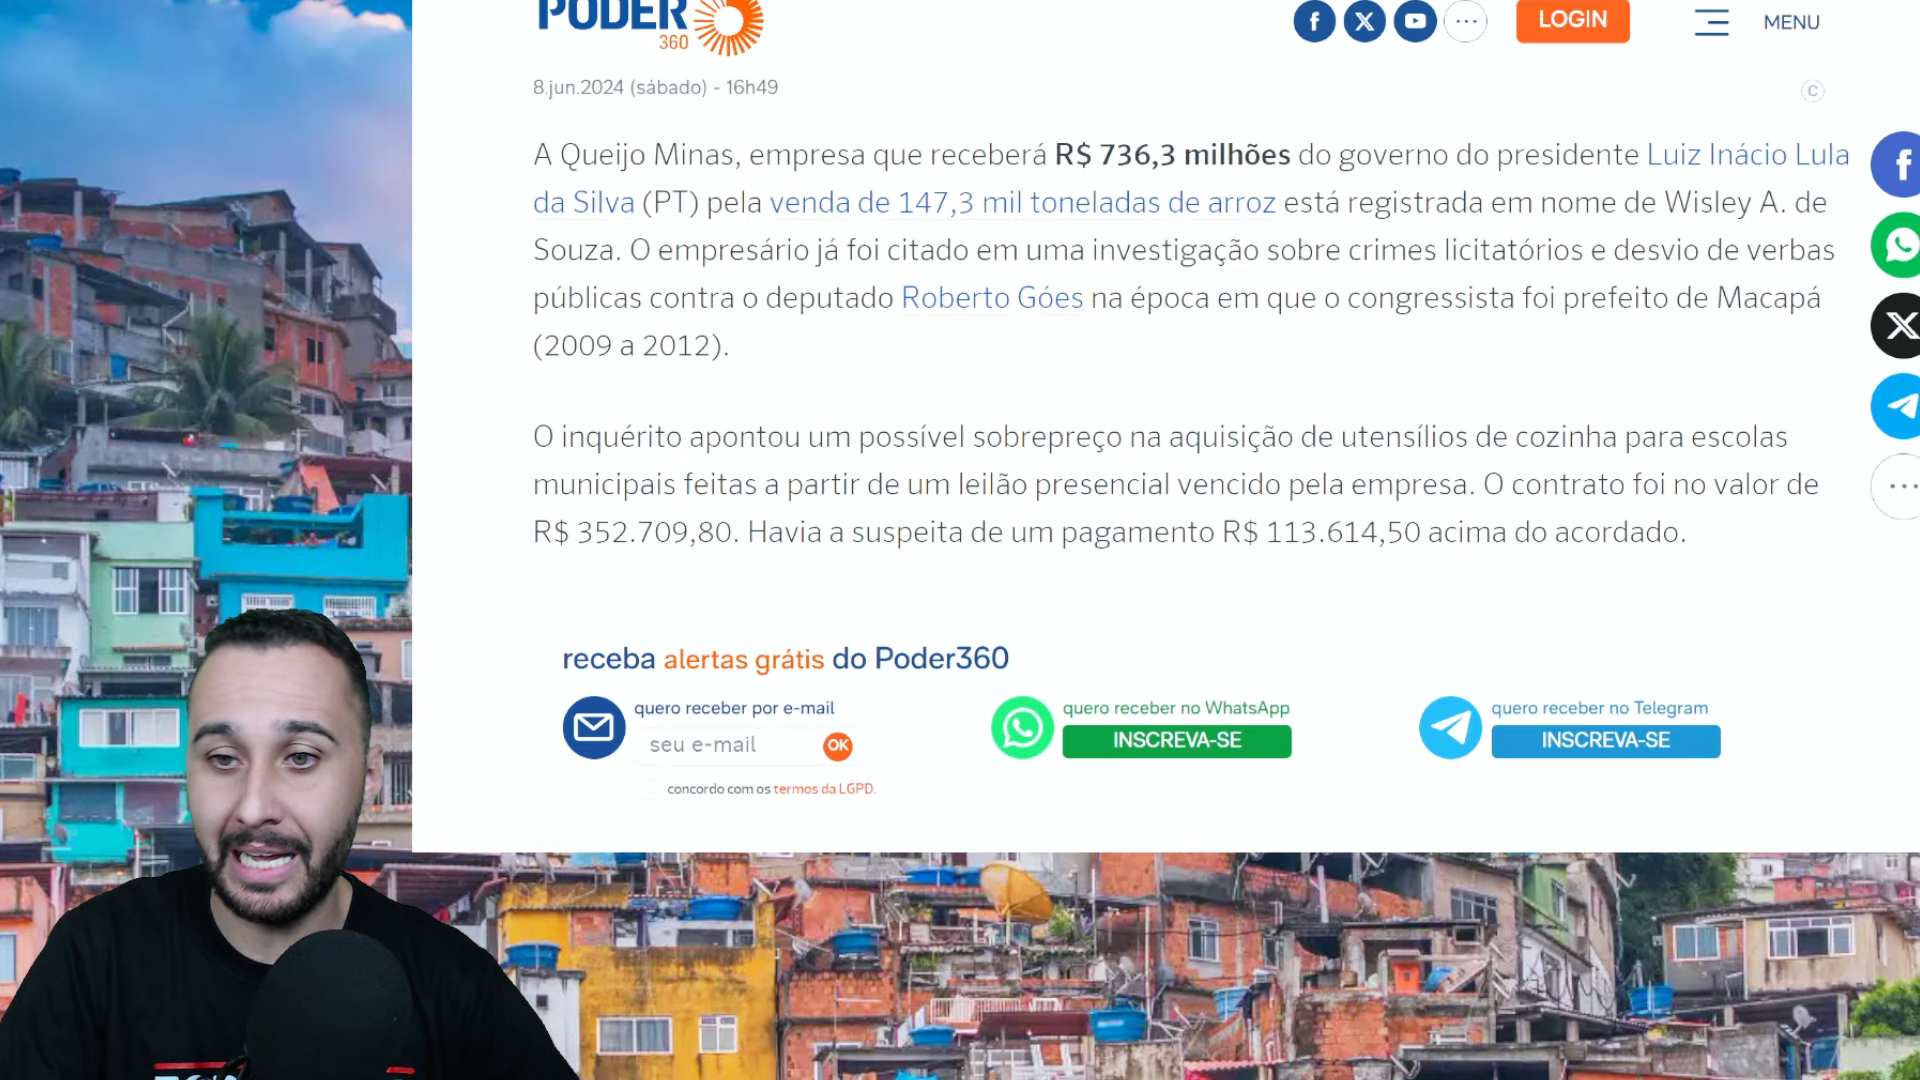 PODER
360
LOGIN
MENU
8.jun.2024 (sábado) - 16h49
A Queijo Minas, empresa que receberá R$ 736,3 milhões do governo do presidente Luiz Inácio Lula
da Silva (PT) pela venda de 147,3 mil toneladas de arroz está registrada em nome de Wisley A. de
Souza. O empresário já foi citado em uma investigação sobre crimes licitatórios e desvio de verbas
públicas contra o deputado Roberto Góes na época em que o congressista foi prefeito de Macapá
(2009 a 2012).
O inquérito apontou um possível sobrepreço na aquisição de utensílios de cozinha para escolas
municipais feitas a partir de um leilão presencial vencido pela empresa. O contrato foi no valor de
R$ 352.709,80. Havia a suspeita de um pagamento R$ 113.614,50 acima do acordado.
receba alertas grátis do Poder360
quero receber por e-mail
seu e-mail
OK
concordo com os termos da LGPD.
quero receber no WhatsApp
INSCREVA-SE
quero receber no Telegram
INSCREVA-SE